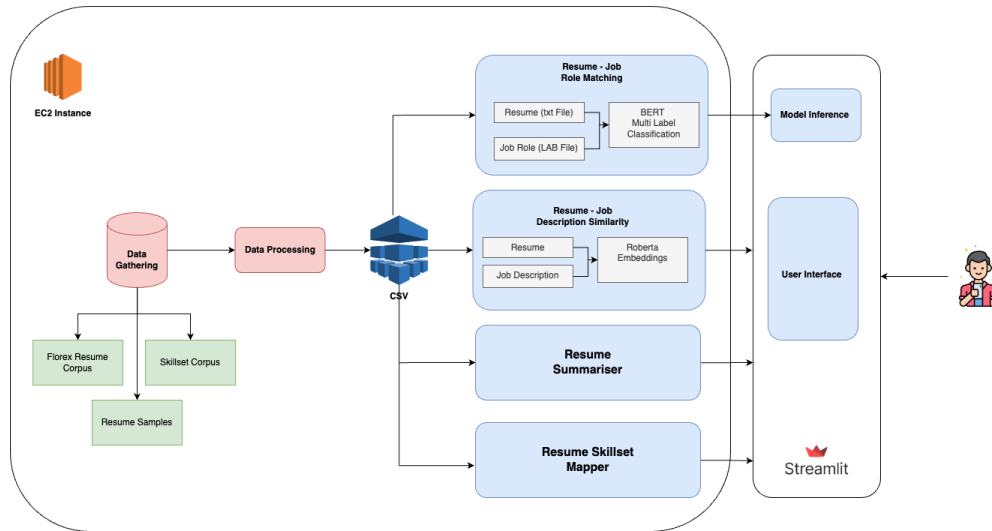 EC2 Instance
Data
Gathering
Florex Resume
Corpus
Skillset Corpus
Resume Samples
Data Processing
CSV
Resume - Job
Role Matching
Resume (txt File)
Job Role (LAB File)
BERT
Multi Label
Classification
Resume - Job
Description Similarity
Resume
Job Description
Roberta
Embeddings
Resume
Summariser
Resume Skillset
Mapper
Model Inference
User Interface
Streamlit